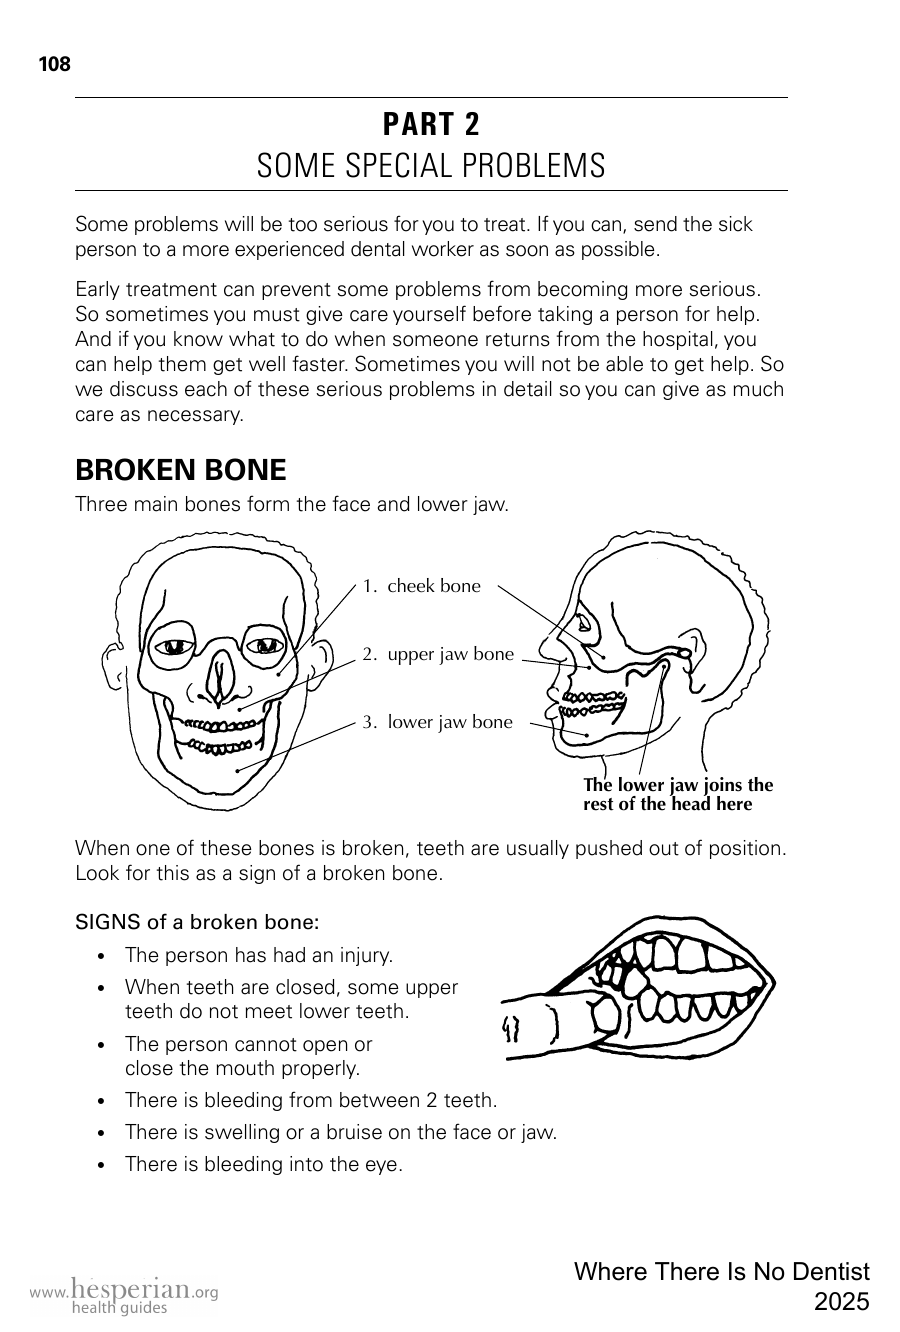 108
PART 2
SOME SPECIAL PROBLEMS
Some problems will be too serious for you to treat. If you can, send the sick
person to a more experienced dental worker as soon as possible.
Early treatment can prevent some problems from becoming more serious.
So sometimes you must give care yourself before taking a person for help.
And if you know what to do when someone returns from the hospital, you
can help them get well faster. Sometimes you will not be able to get help. So
we discuss each of these serious problems in detail so you can give as much
care as necessary.
BROKEN BONE
Three main bones form the face and lower jaw.
1. cheek bone
2. upper jaw bone
3. lower jaw bone
The lower jaw joins the
rest of the head here
When one of these bones is broken, teeth are usually pushed out of position.
Look for this as a sign of a broken bone.
SIGNS of a broken bone:
• The person has had an injury.
• When teeth are closed, some upper
teeth do not meet lower teeth.
• The person cannot open or
close the mouth properly.
• There is bleeding from between 2 teeth.
• There is swelling or a bruise on the face or jaw.
• There is bleeding into the eye.
www.hesperian.org
health guides
Where There Is No Dentist
2025